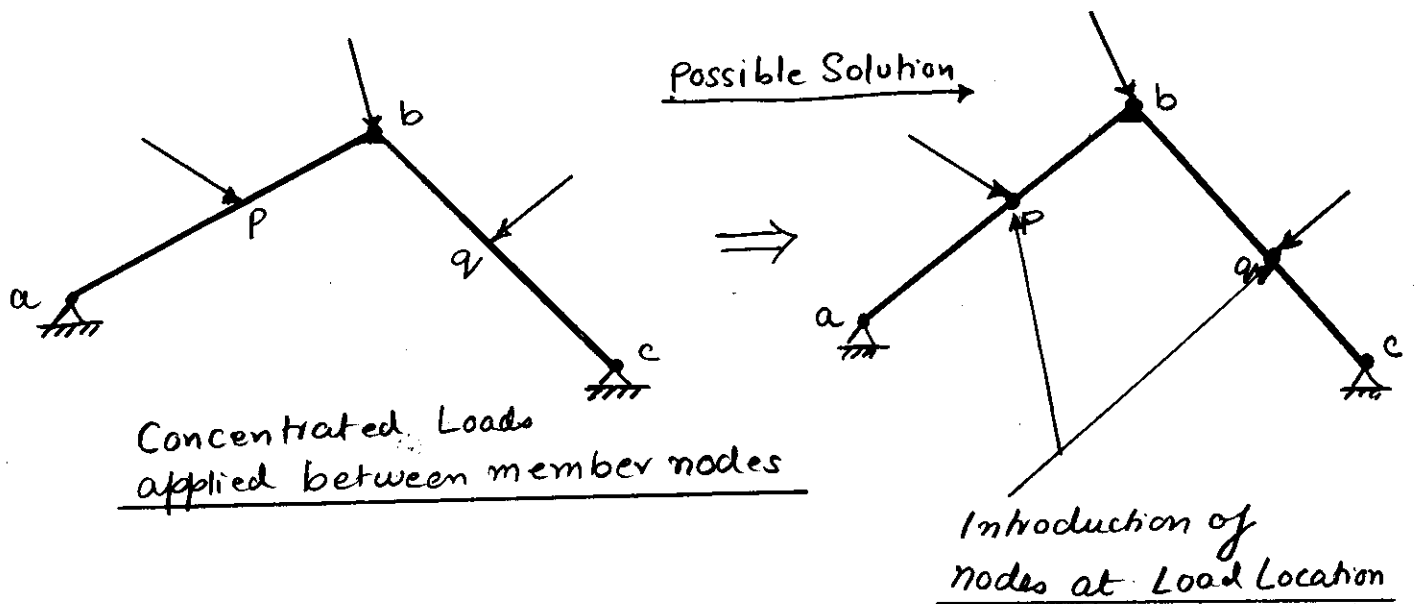 b
p
q
a
c
Concentrated Loads
applied between member nodes
Possible Solution
b
p
q
a
c
Introduction of
nodes at Load Location